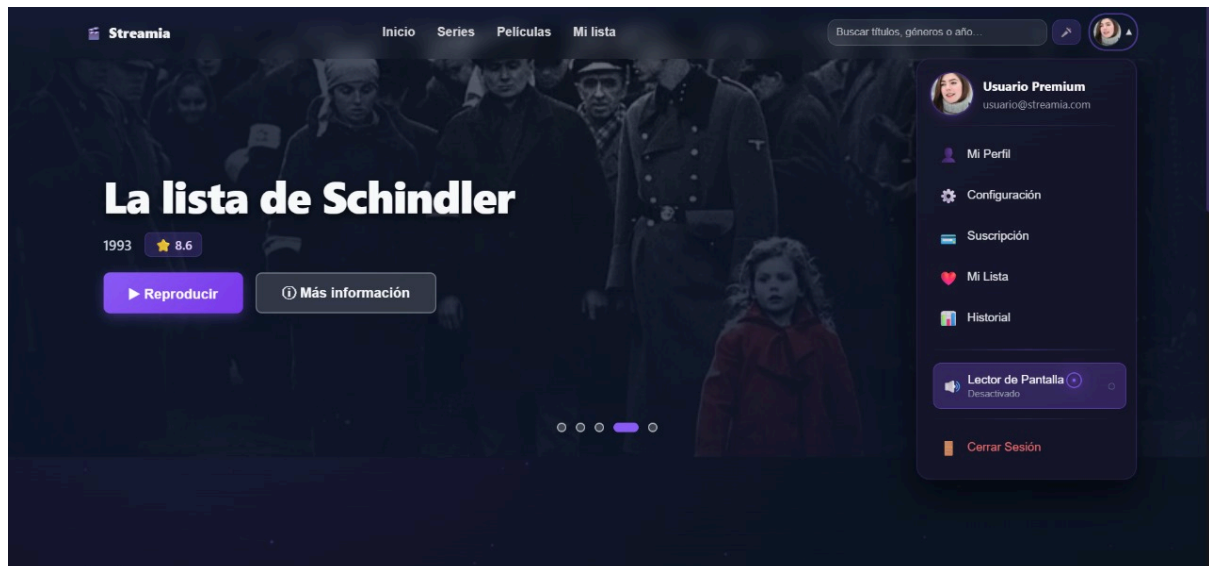 Streamia
Inicio Series Películas Mi lista
Buscar títulos, géneros o año...
Usuario Premium
usuario@streamia.com
Mi Perfil
Configuración
Suscripción
Mi Lista
Historial
Lector de Pantalla
Desactivado
Cerrar Sesión
La lista de Schindler
1993 8.6
Reproducir Más información